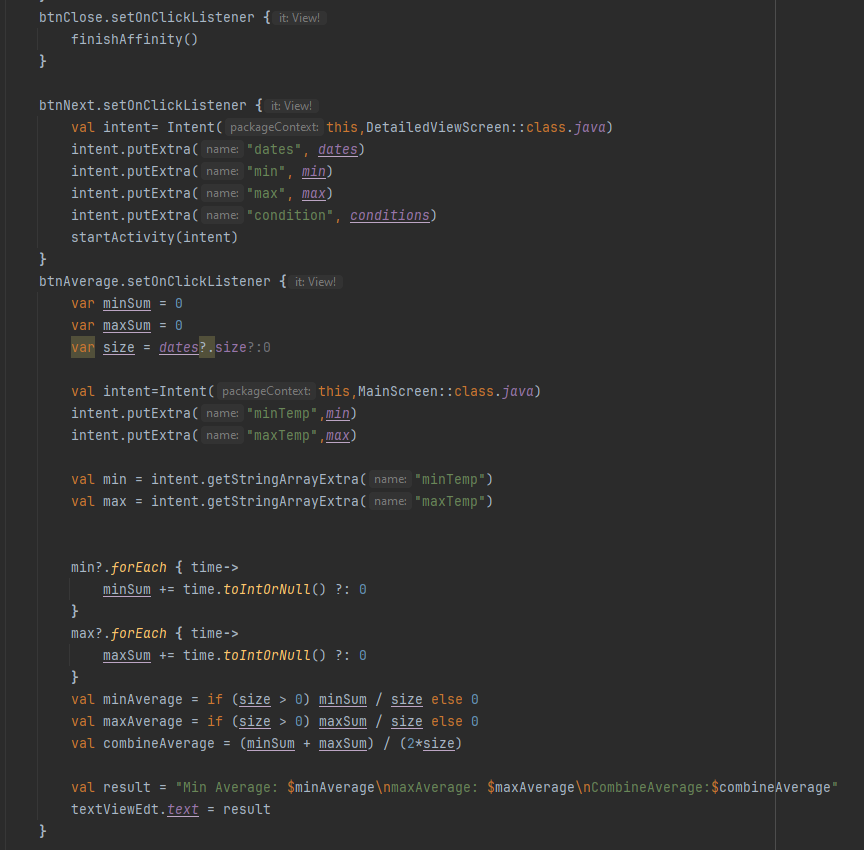 btnClose.setOnClickListener { it: View!
finishAffinity()
}
btnNext.setOnClickListener { it: View!
val intent= Intent( packageContext: this,DetailedViewScreen::class.java)
intent.putExtra( name: "dates", dates)
intent.putExtra( name: "min", min)
intent.putExtra( name: "max", max)
intent.putExtra( name: "condition", conditions)
startActivity(intent)
}
btnAverage.setOnClickListener { it: View!
var minSum = 0
var maxSum = 0
var size = dates?.size?:0
val intent=Intent( packageContext: this,MainScreen::class.java)
intent.putExtra( name: "minTemp",min)
intent.putExtra( name: "maxTemp",max)
val min = intent.getStringArrayExtra( name: "minTemp")
val max = intent.getStringArrayExtra( name: "maxTemp")
min?.forEach { time->
minSum += time.toIntOrNull() ?: 0
}
max?.forEach { time->
maxSum += time.toIntOrNull() ?: 0
}
val minAverage = if (size > 0) minSum / size else 0
val maxAverage = if (size > 0) maxSum / size else 0
val combineAverage = (minSum + maxSum) / (2*size)
val result = "Min Average: $minAverage\nmaxAverage: $maxAverage\nCombineAverage:$combineAverage"
textViewEdt.text = result
}